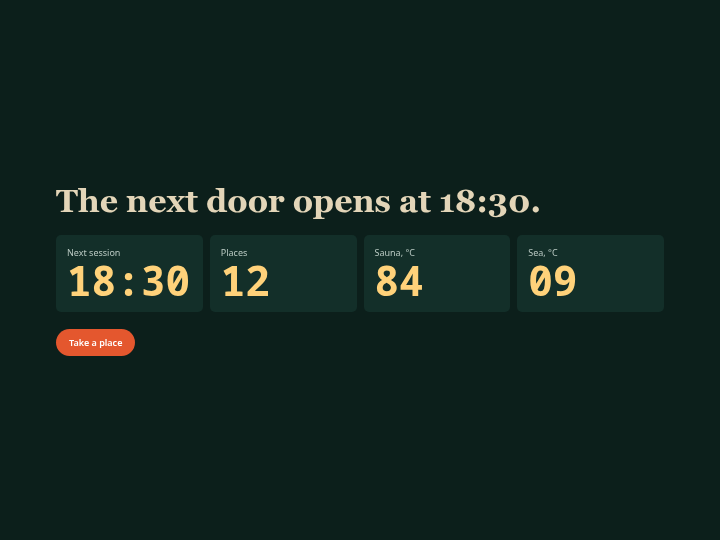 The next door opens at 18:30.
Next session
18:30
Places
12
Sauna, °C
84
Sea, °C
09
Take a place